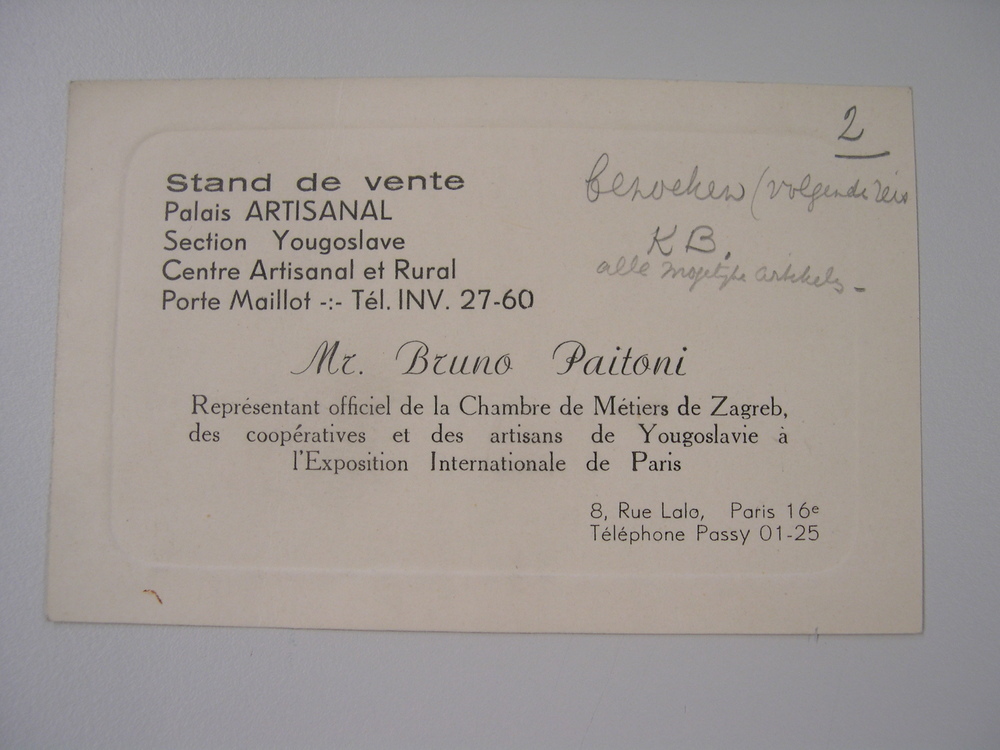 2
Bezoeken (volgende reis
KB.
alle mogelijke artikels -
Stand de vente
Palais ARTISANAL
Section Yougoslave
Centre Artisanal et Rural
Porte Maillot -:- Tél. INV. 27-60
Mr. Bruno Paitoni
Représentant officiel de la Chambre de Métiers de Zagreb,
des coopératives et des artisans de Yougoslavie à
l'Exposition Internationale de Paris
8, Rue Lalo, Paris 16e
Téléphone Passy 01-25